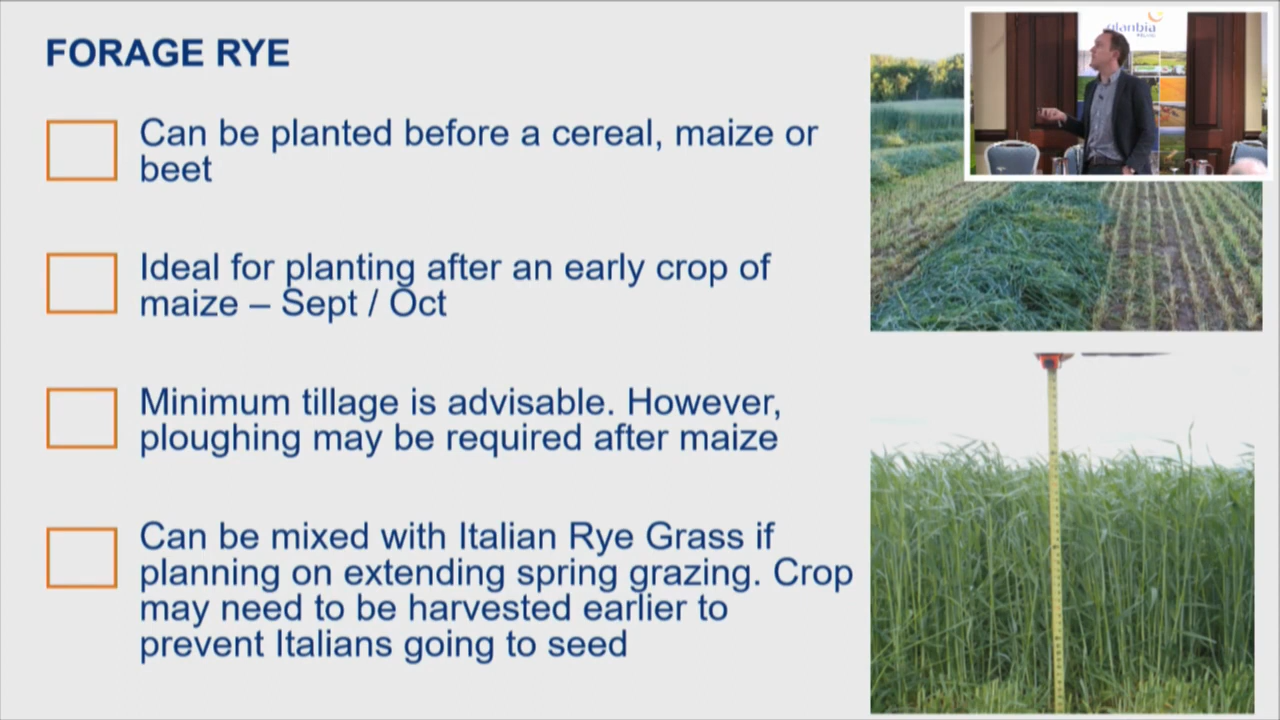 FORAGE RYE
Can be planted before a cereal, maize or
beet
Ideal for planting after an early crop of
maize – Sept / Oct
Minimum tillage is advisable. However,
ploughing may be required after maize
Can be mixed with Italian Rye Grass if
planning on extending spring grazing. Crop
may need to be harvested earlier to
prevent Italians going to seed
glanbia